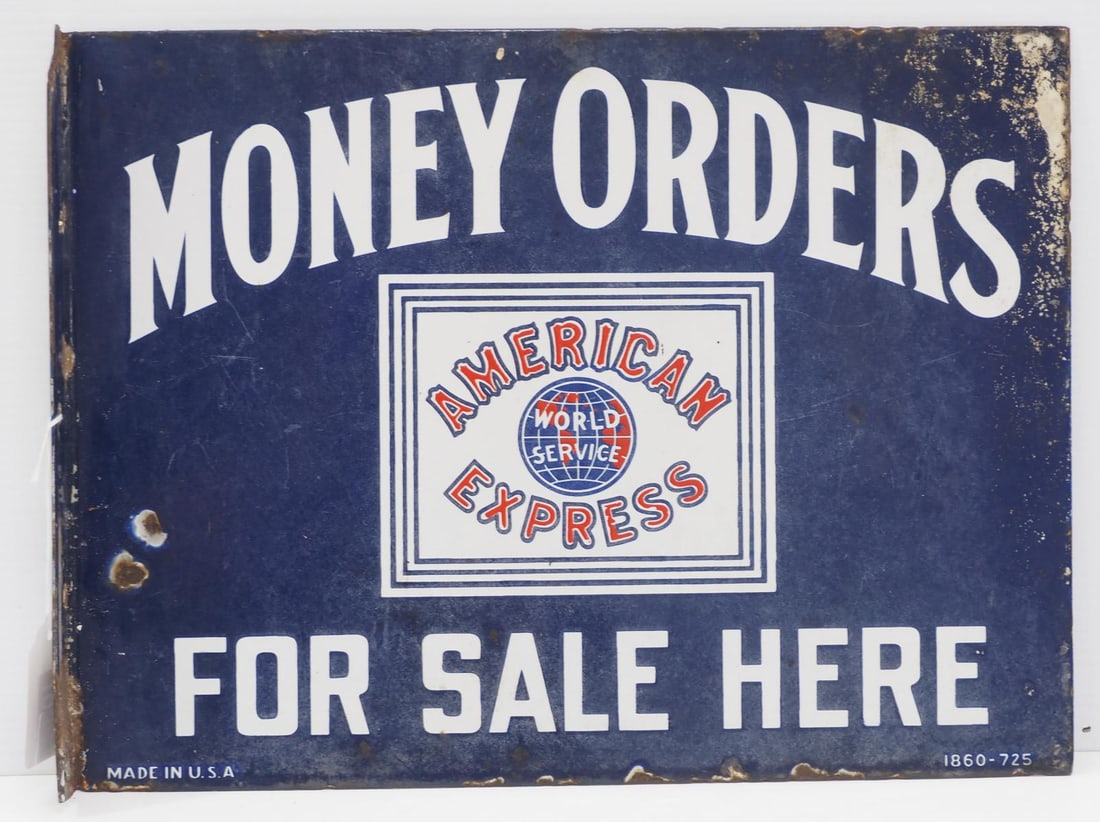 MONEY ORDERS
AMERICAN
WORLD
SERVICE
EXPRESS
FOR SALE HERE
MADE IN U.S.A
1860-725